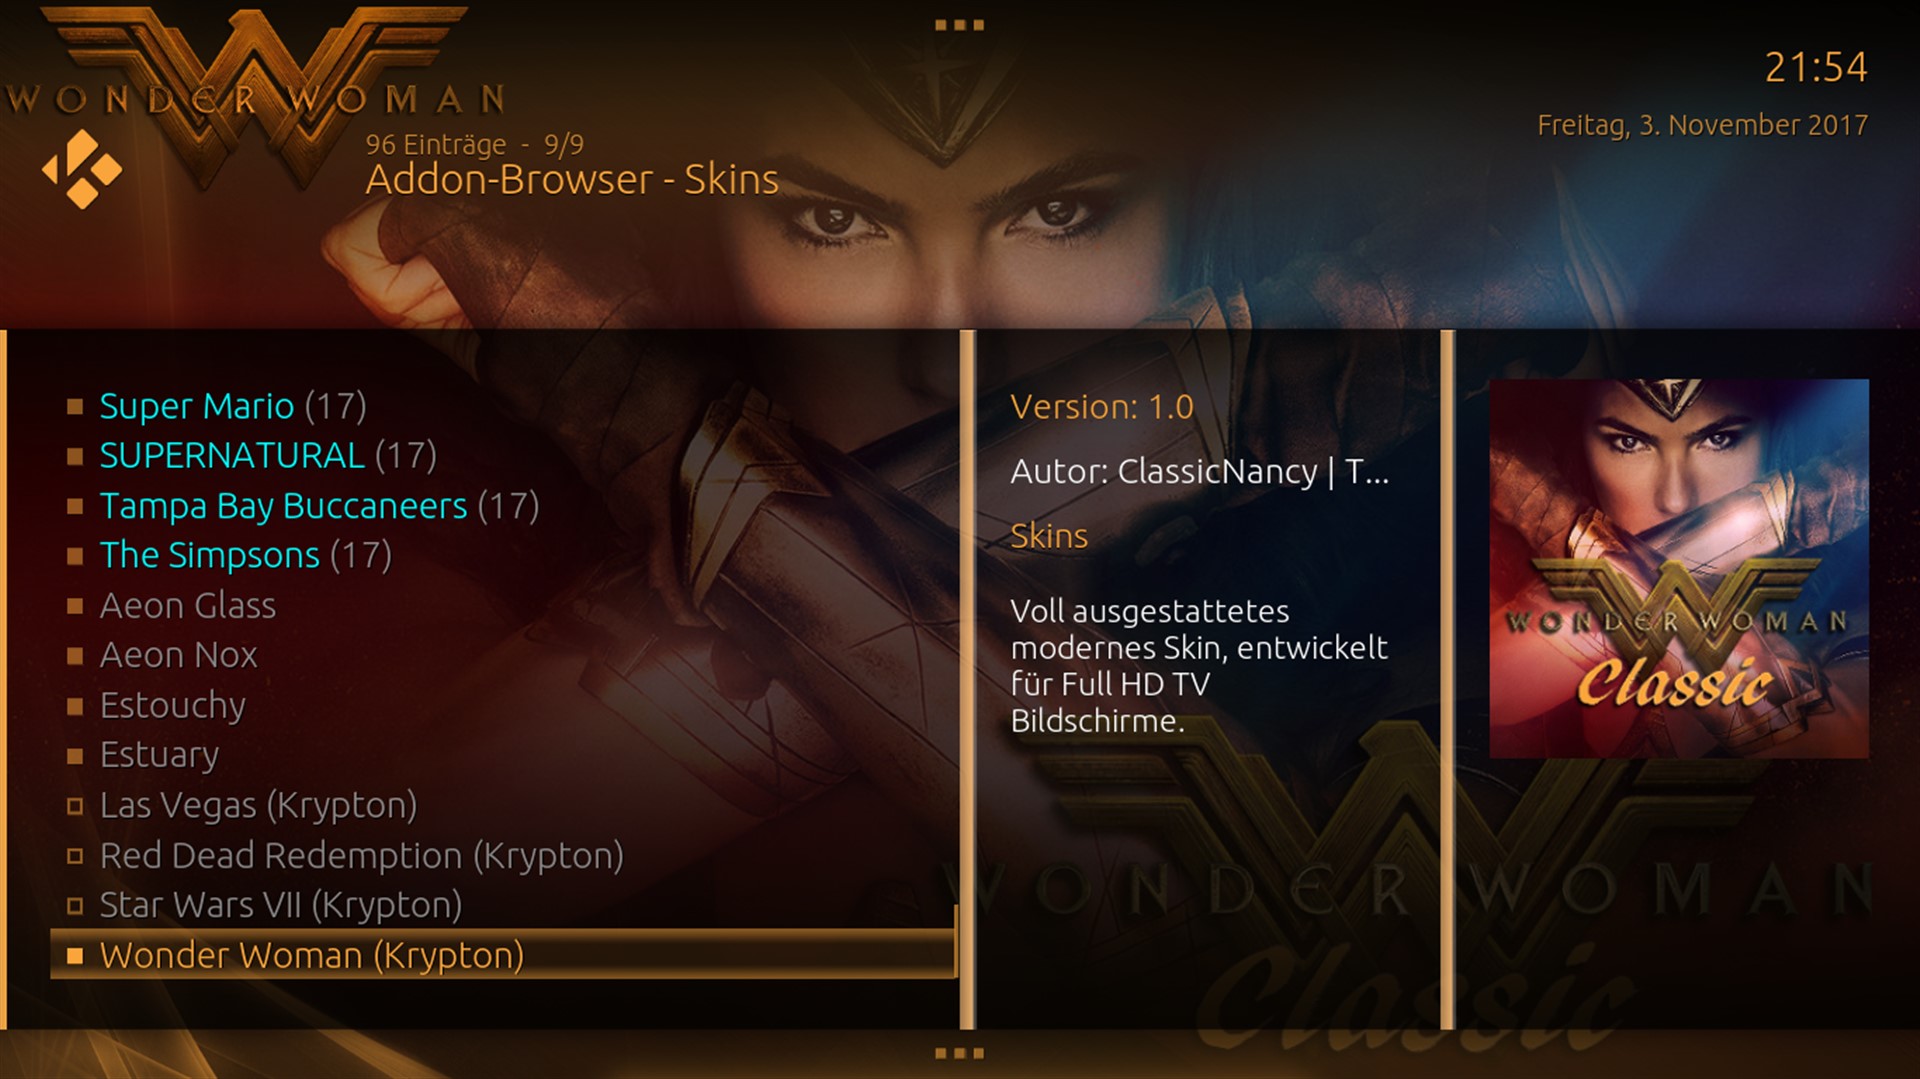 WONDER WOMAN
21:54
Freitag, 3. November 2017
96 Einträge - 9/9
Addon-Browser - Skins
Super Mario (17)
SUPERNATURAL (17)
Tampa Bay Buccaneers (17)
The Simpsons (17)
Aeon Glass
Aeon Nox
Estouchy
Estuary
Las Vegas (Krypton)
Red Dead Redemption (Krypton)
Star Wars VII (Krypton)
Wonder Woman (Krypton)
Version: 1.0
Autor: ClassicNancy | T...
Skins
Voll ausgestattetes
modernes Skin, entwickelt
für Full HD TV
Bildschirme.
WONDER WOMAN
Classic
WONDER WOMAN
Classic